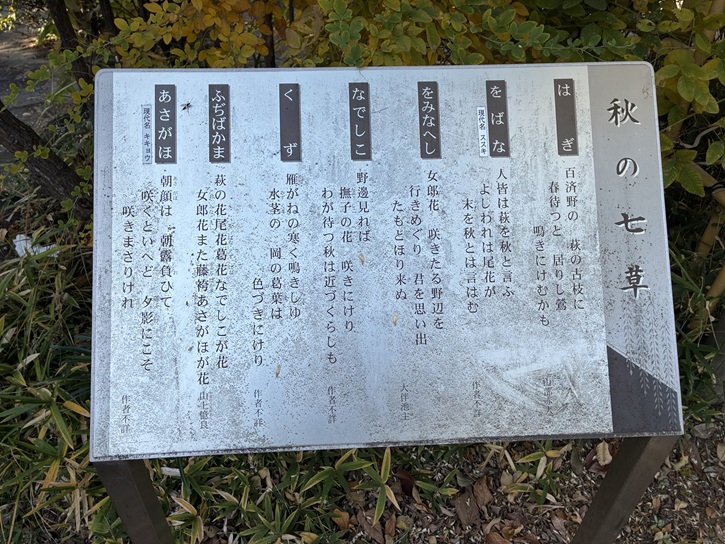 秋の七草
はぎ
百済野の 萩の古枝に
春待つと 居りし鶯
鳴きにけむかも
をばな
現代名 ススキ
人皆は萩を秋と言ふ
よしわれは尾花が
末を秋とは言はむ
作者不詳
をみなへし
女郎花 咲きたる野辺を
行きめぐり 君を思い出
たもとほり来ぬ
大伴池主
なでしこ
野邊見れば
撫子の花 咲きにけり
わが待つ秋は近づくらしも
作者不詳
くず
雁がねの寒く鳴きしゆ
水茎の 岡の葛葉は
色づきにけり
作者不詳
ふぢばかま
萩の花尾花葛花なでしこが花
女郎花また藤袴あさがほが花
山上憶良
あさがほ
現代名 キキョウ
朝顔は 朝露負ひて
咲くといへど 夕影にこそ
咲きまさりけれ
作者不詳